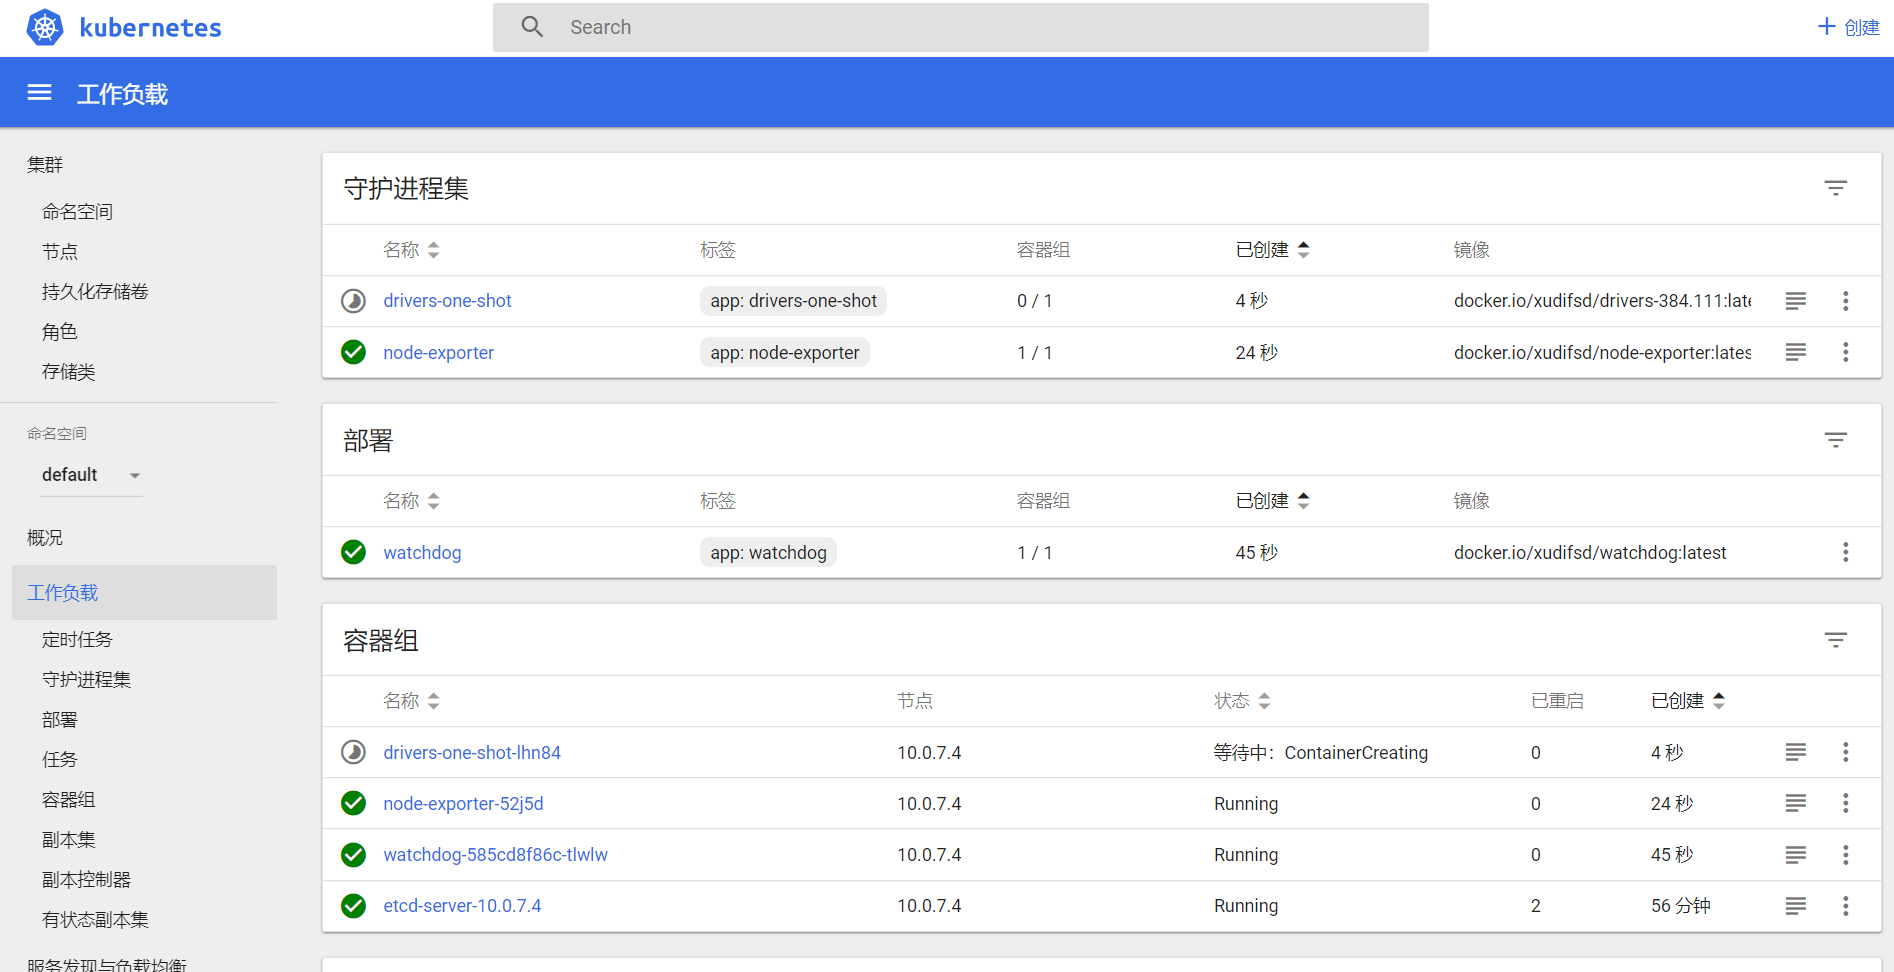 kubernetes
Search
创建
工作负载
集群
命名空间
节点
持久化存储卷
角色
存储类
命名空间
default
概况
工作负载
定时任务
守护进程集
部署
任务
容器组
副本集
副本控制器
有状态副本集
服务发现与负载均衡
守护进程集
名称 标签 容器组 已创建 镜像
drivers-one-shot app: drivers-one-shot 0 / 1 4 秒 docker.io/xudifsd/drivers-384.111:late
node-exporter app: node-exporter 1 / 1 24 秒 docker.io/xudifsd/node-exporter:lates
部署
名称 标签 容器组 已创建 镜像
watchdog app: watchdog 1 / 1 45 秒 docker.io/xudifsd/watchdog:latest
容器组
名称 节点 状态 已重启 已创建
drivers-one-shot-lhn84 10.0.7.4 等待中: ContainerCreating 0 4 秒
node-exporter-52j5d 10.0.7.4 Running 0 24 秒
watchdog-585cd8f86c-tlwlw 10.0.7.4 Running 0 45 秒
etcd-server-10.0.7.4 10.0.7.4 Running 2 56 分钟